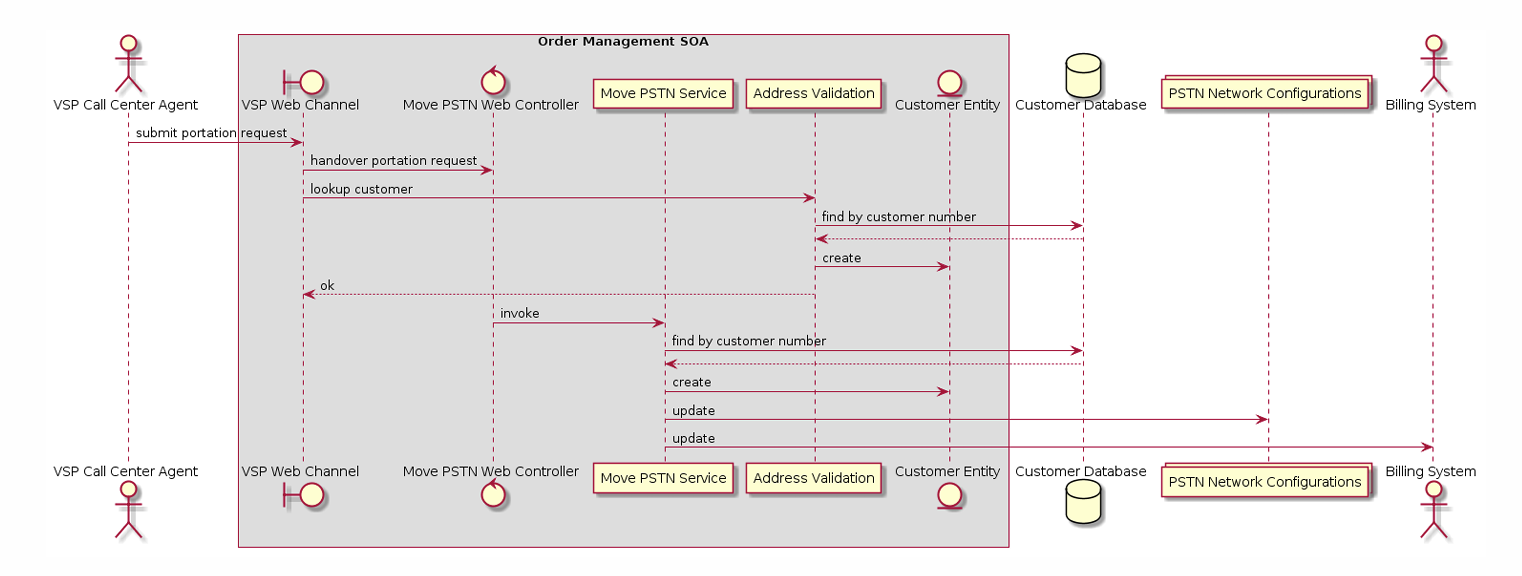 Order Management SOA
VSP Call Center Agent
VSP Web Channel
Move PSTN Web Controller
Move PSTN Service
Address Validation
Customer Entity
Customer Database
PSTN Network Configurations
Billing System
submit portation request
handover portation request
lookup customer
find by customer number
create
ok
invoke
find by customer number
create
update
update
VSP Call Center Agent
VSP Web Channel
Move PSTN Web Controller
Move PSTN Service
Address Validation
Customer Entity
Customer Database
PSTN Network Configurations
Billing System